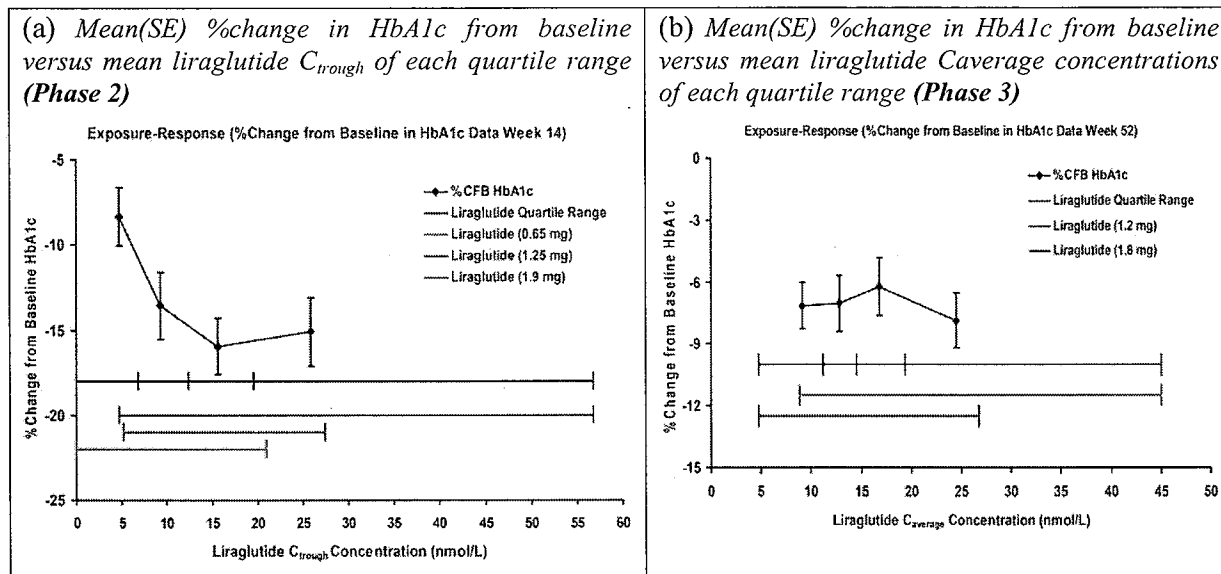 (a) Mean(SE) %change in HbA1c from baseline
versus mean liraglutide Ctrough of each quartile range
(Phase 2)
Exposure-Response (%Change from Baseline in HbA1c Data Week 14)
-5
-10
-15
-20
-25
%Change from Baseline HbA1c
%CFB HbA1c
Liraglutide Quartile Range
Liraglutide (0.65 mg)
Liraglutide (1.25 mg)
Liraglutide (1.9 mg)
0 5 10 15 20 25 30 35 40 45 50 55 60
Liraglutide Ctrough Concentration (nmol/L)
(b) Mean(SE) %change in HbA1c from baseline
versus mean liraglutide Caverage concentrations
of each quartile range (Phase 3)
Exposure-Response (%Change from Baseline in HbA1c Data Week 52)
0
-3
-6
-9
-12
-15
%Change from Baseline HbA1c
%CFB HbA1c
Liraglutide Quartile Range
Liraglutide (1.2 mg)
Liraglutide (1.8 mg)
0 5 10 15 20 25 30 35 40 45 50
Liraglutide Caverage Concentration (nmol/L)